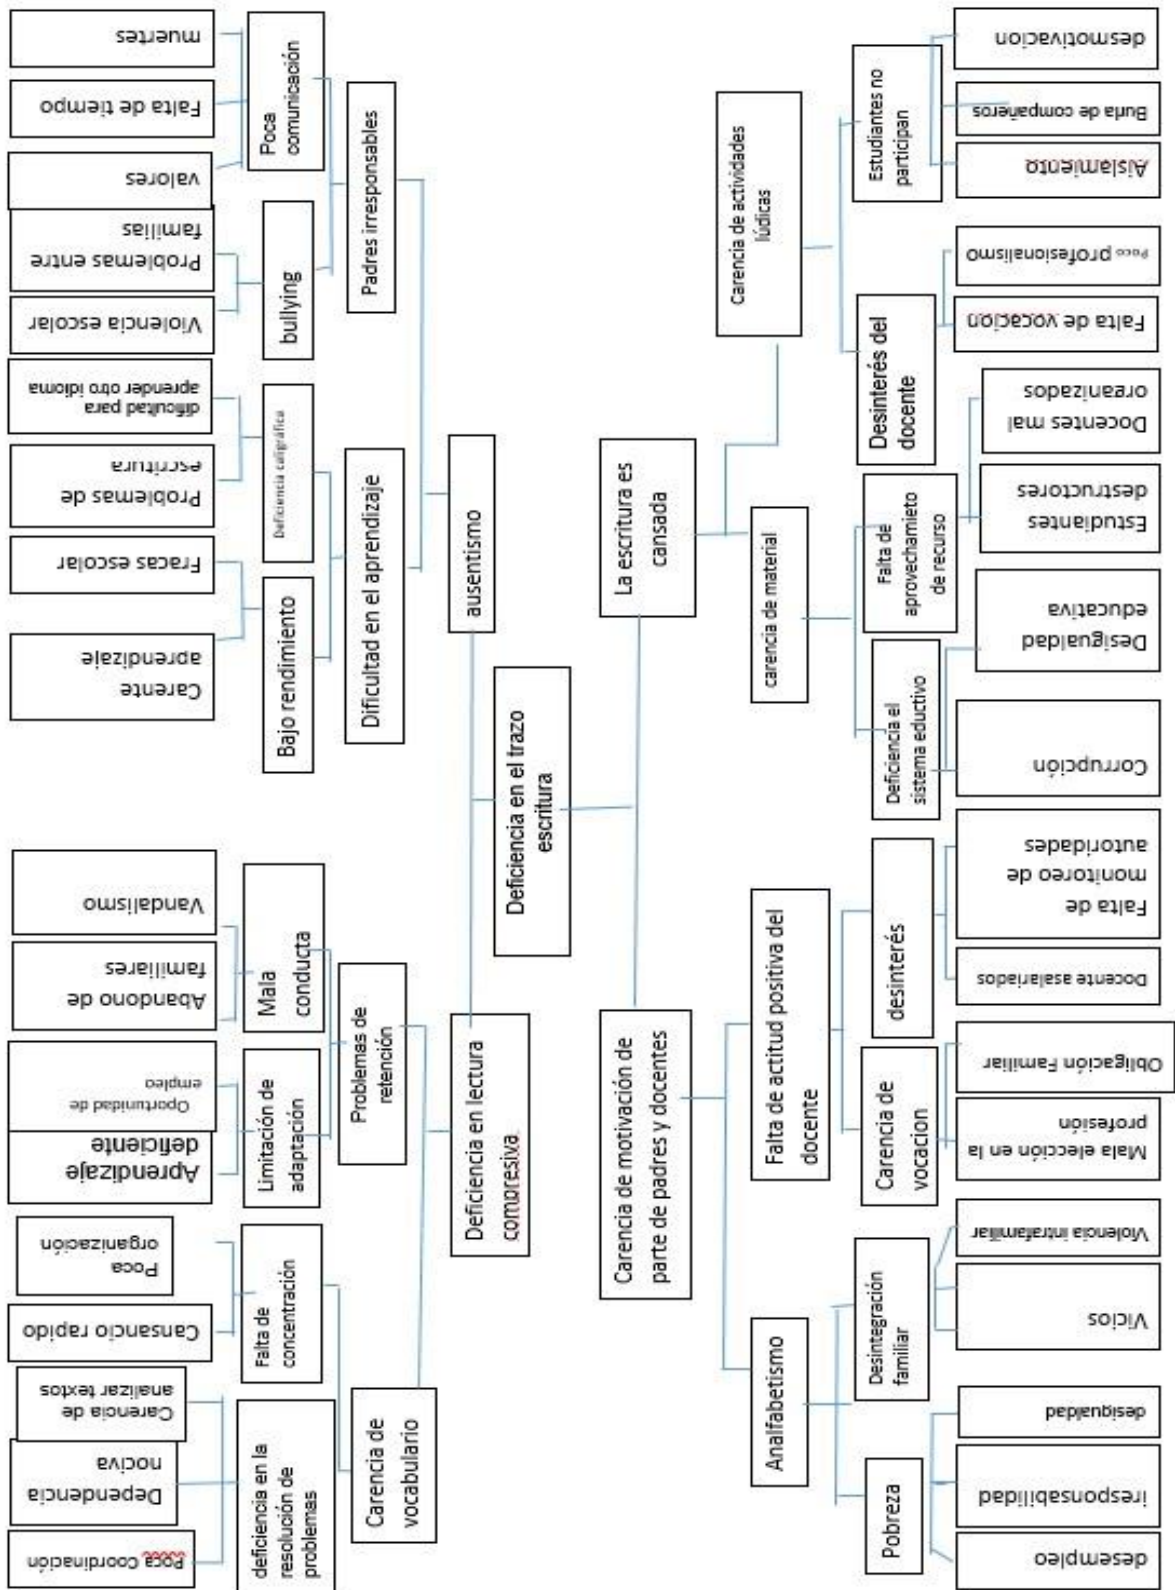 Poca Coordinación
Dependencia
nociva
Carencia de
analizar textos
Cansancio rapido
Poca
organización
Aprendizaje
deficiente
Oportunidad de
empleo
Abandono de
familiares
Vandalismo
Carente
aprendizaje
Fracas escolar
Problemas de
escritura
dificultad para
aprender otro idioma
Violencia escolar
Problemas entre
familias
valores
Falta de tiempo
muertes
deficiencia en la
resolución de
problemas
Falta de
concentración
Limitación de
adaptación
Mala
conducta
Bajo rendimiento
Deficiencia caligráfica
bullying
Poca
comunicación
Carencia de
vocabulario
Problemas de
retención
Dificultad en el aprendizaje
Padres irresponsables
Deficiencia en lectura
compresiva
ausentismo
Deficiencia en el trazo
escritura
Carencia de motivación de
parte de padres y docentes
La escritura es
cansada
Analfabetismo
Falta de actitud positiva del
docente
carencia de material
Carencia de actividades
lúdicas
Pobreza
Desintegración
familiar
Carencia de
vocacion
desinterés
Deficiencia el
sistema eductivo
Falta de
aprovechamieto
de recurso
Desinterés del
docente
Estudiantes no
participan
desempleo
iresponsabilidad
desigualdad
Vicios
Violencia intrafamiliar
Mala elección en la
profesión
Obligación Familiar
Docente asalariados
Falta de
monitoreo de
autoridades
Corrupción
Desigualdad
educativa
Estudiantes
destructores
Docentes mal
organizados
Falta de vocacion
Poco profesionalismo
Aislamiento
Burla de compañeros
desmotivacion